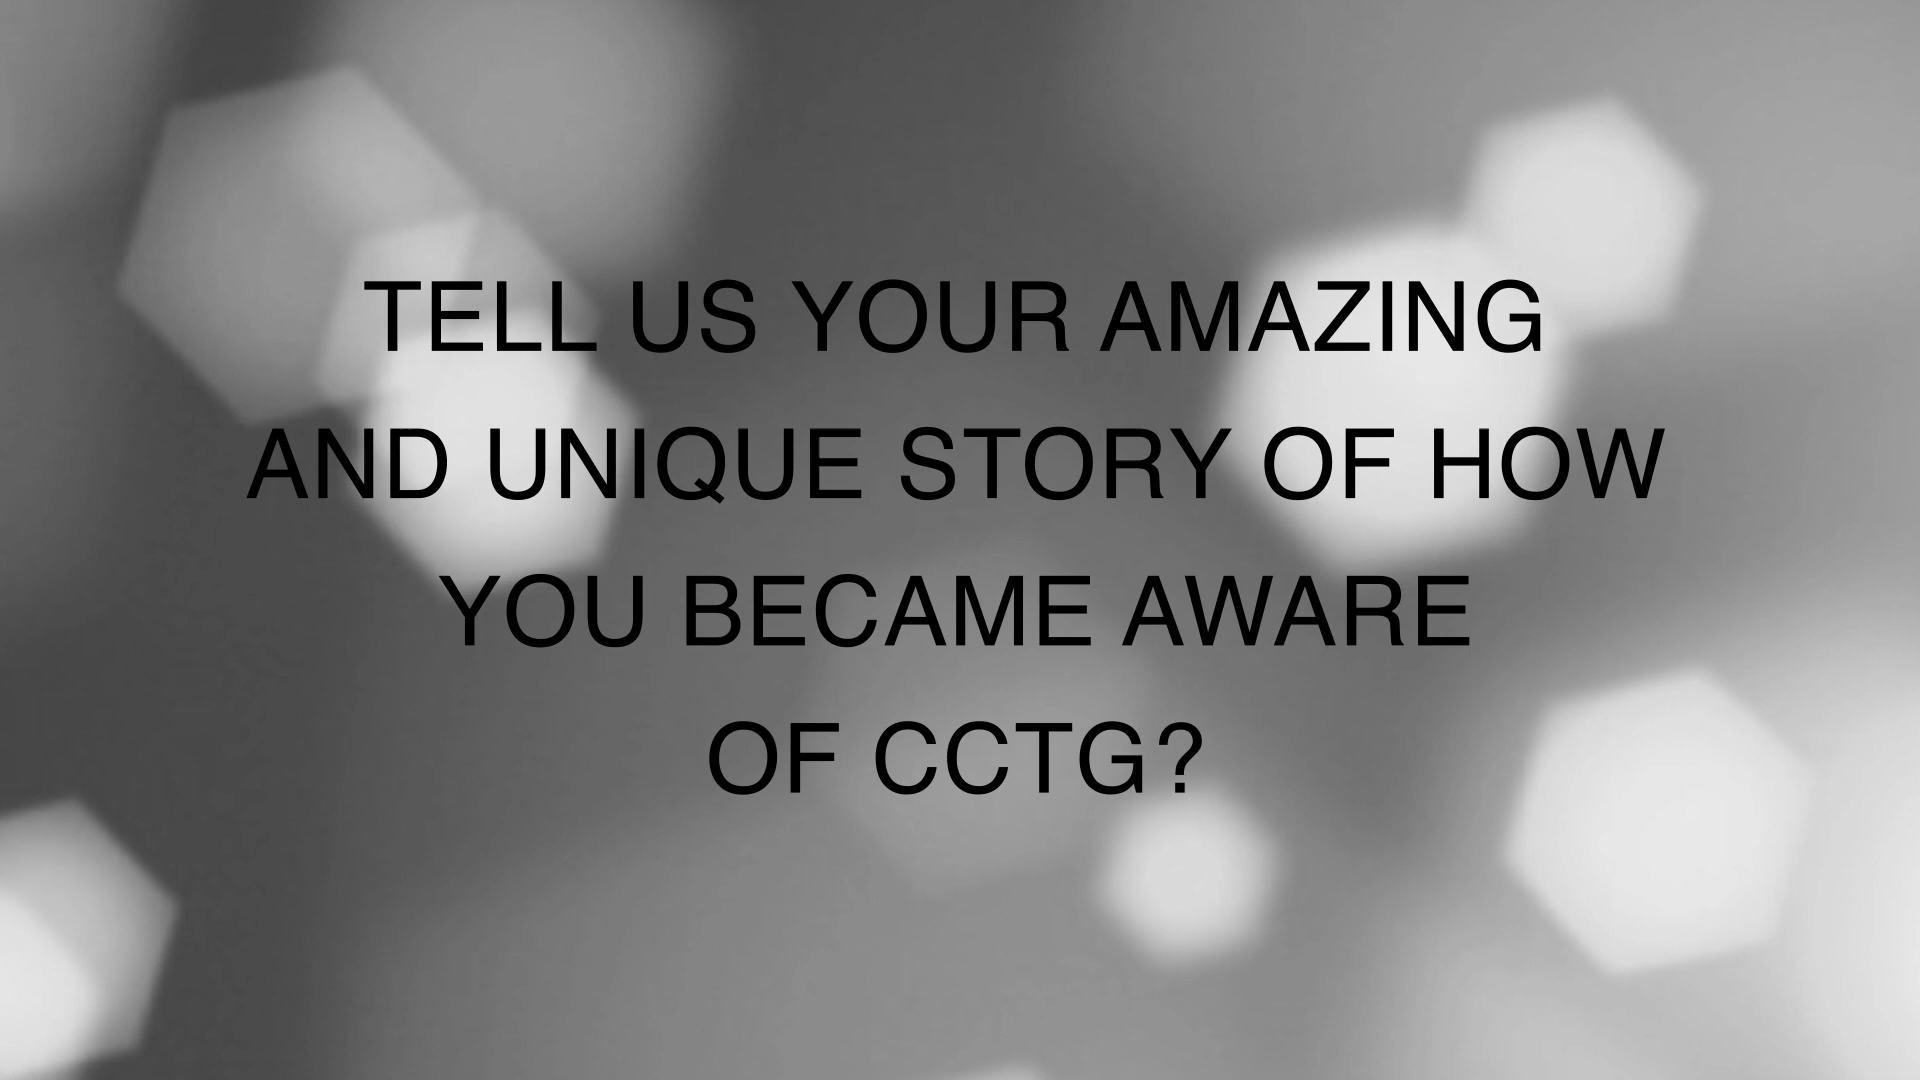 TELL US YOUR AMAZING
AND UNIQUE STORY OF HOW
YOU BECAME AWARE
OF CCTG?